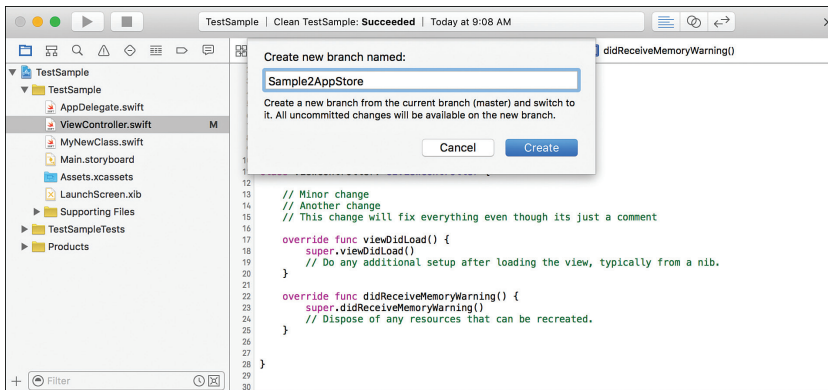 TestSample | Clean TestSample: Succeeded | Today at 9:08 AM
didReceiveMemoryWarning()
Create new branch named:
Sample2AppStore
Create a new branch from the current branch (master) and switch to
it. All uncommitted changes will be available on the new branch.
Cancel
Create
TestSample
TestSample
AppDelegate.swift
ViewController.swift M
MyNewClass.swift
Main.storyboard
Assets.xcassets
LaunchScreen.xib
Supporting Files
TestSampleTests
Products
Filter
12
13 // Minor change
14 // Another change
15 // This change will fix everything even though its just a comment
16
17 override func viewDidLoad() {
18 super.viewDidLoad()
19 // Do any additional setup after loading the view, typically from a nib.
20 }
21
22 override func didReceiveMemoryWarning() {
23 super.didReceiveMemoryWarning()
24 // Dispose of any resources that can be recreated.
25 }
26
27
28 }
29
30